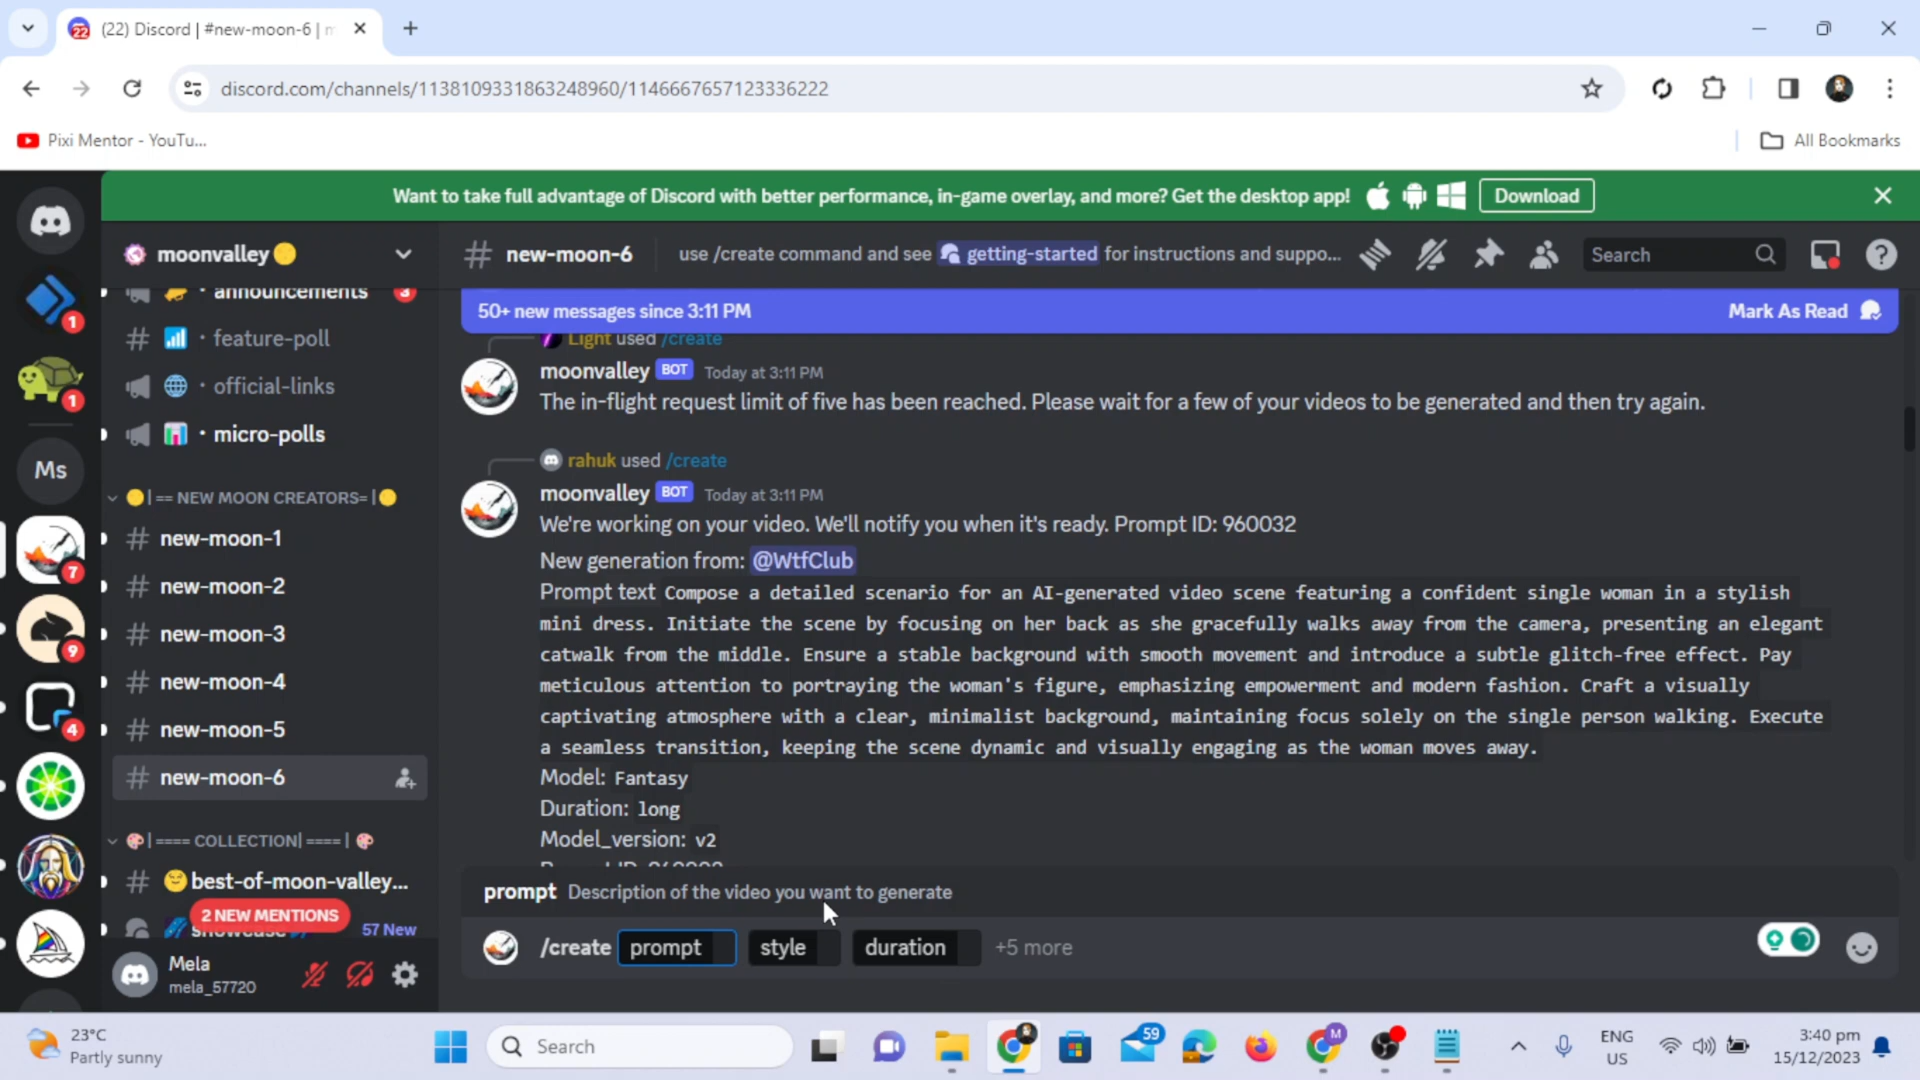 (22) Discord | #new-moon-6 |
discord.com/channels/1138109331863248960/1146667657123336222
Pixi Mentor - YouTu...
All Bookmarks
Want to take full advantage of Discord with better performance, in-game overlay, and more? Get the desktop app!
Download
moonvalley
new-moon-6
use /create command and see getting-started for instructions and suppo...
Search
announcements
3
feature-poll
official-links
micro-polls
| == NEW MOON CREATORS= |
new-moon-1
new-moon-2
new-moon-3
new-moon-4
new-moon-5
new-moon-6
| ==== COLLECTION| ==== |
best-of-moon-valley...
2 NEW MENTIONS
showcase
57 New
1
1
Ms
7
9
4
Mela
mela_57720
50+ new messages since 3:11 PM
Mark As Read
Light used /create
moonvalley BOT Today at 3:11 PM
The in-flight request limit of five has been reached. Please wait for a few of your videos to be generated and then try again.
rahuk used /create
moonvalley BOT Today at 3:11 PM
We're working on your video. We'll notify you when it's ready. Prompt ID: 960032
New generation from: @WtfClub
Prompt text Compose a detailed scenario for an AI-generated video scene featuring a confident single woman in a stylish
mini dress. Initiate the scene by focusing on her back as she gracefully walks away from the camera, presenting an elegant
catwalk from the middle. Ensure a stable background with smooth movement and introduce a subtle glitch-free effect. Pay
meticulous attention to portraying the woman's figure, emphasizing empowerment and modern fashion. Craft a visually
captivating atmosphere with a clear, minimalist background, maintaining focus solely on the single person walking. Execute
a seamless transition, keeping the scene dynamic and visually engaging as the woman moves away.
Model: Fantasy
Duration: long
Model_version: v2
prompt Description of the video you want to generate
/create prompt style duration +5 more
23°C
Partly sunny
Search
59
M
ENG
US
3:40 pm
15/12/2023